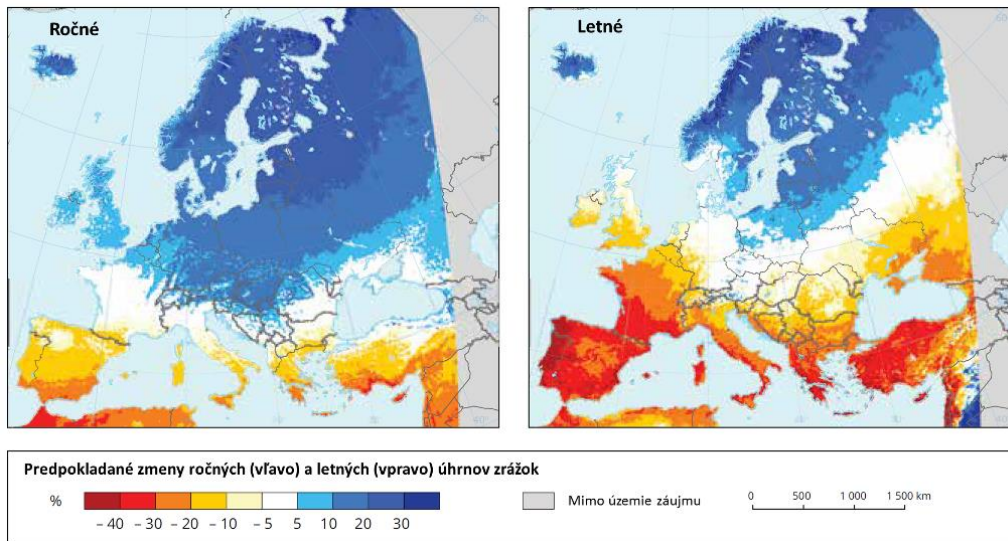 Ročné
Letné
Predpokladané zmeny ročných (vľavo) a letných (vpravo) úhrnov zrážok
%
– 40 – 30 – 20 – 10 – 5 5 10 20 30
Mimo územie záujmu
0 500 1 000 1 500 km